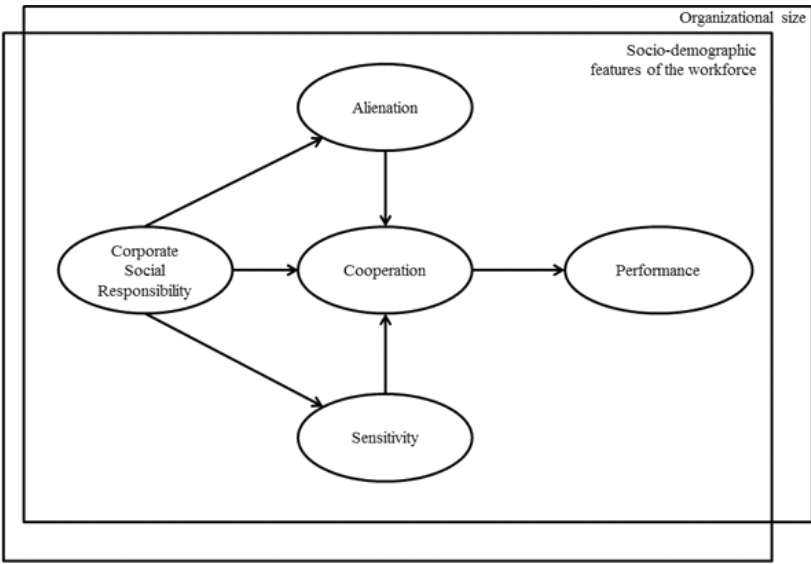 Organizational size
Socio-demographic
features of the workforce
Alienation
Corporate
Social
Responsibility
Cooperation
Performance
Sensitivity